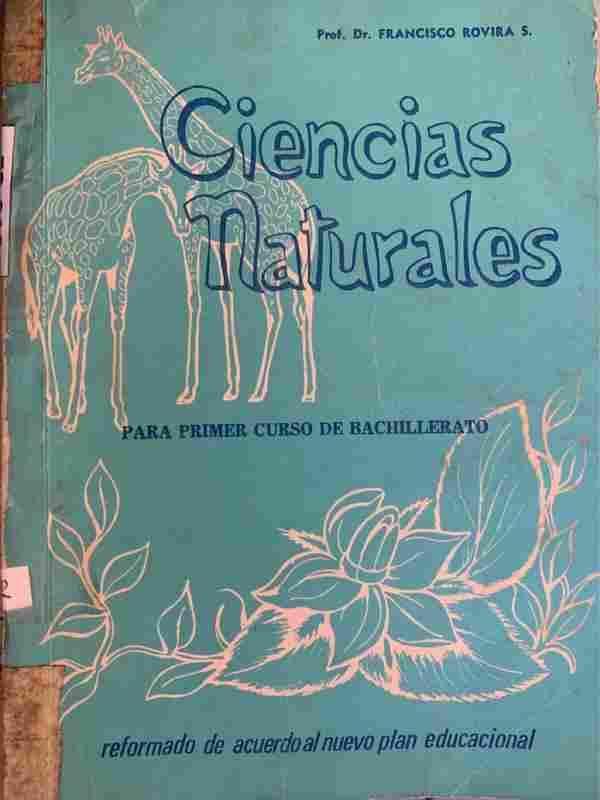 Prof. Dr. FRANCISCO ROVIRA S.
Ciencias
naturales
PARA PRIMER CURSO DE BACHILLERATO
reformado de acuerdo al nuevo plan educacional